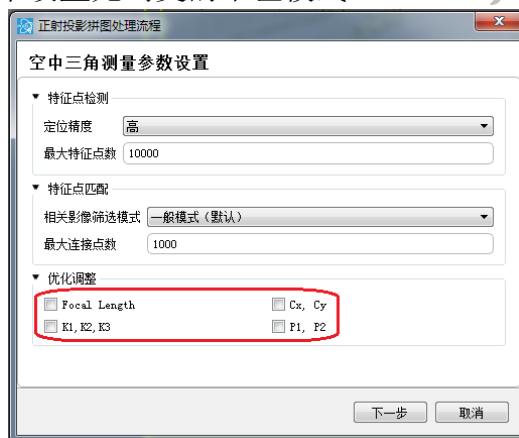 正射投影拼图处理流程
空中三角测量参数设置
特征点检测
定位精度 高
最大特征点数 10000
特征点匹配
相关影像筛选模式 一般模式(默认)
最大连接点数 1000
优化调整
Focal Length Cx, Cy
K1,K2,K3 P1, P2
下一步 取消